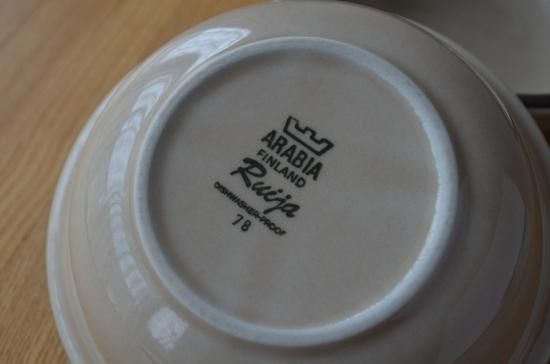 ARABIA
FINLAND
Ruija
DISHWASHER-PROOF
78